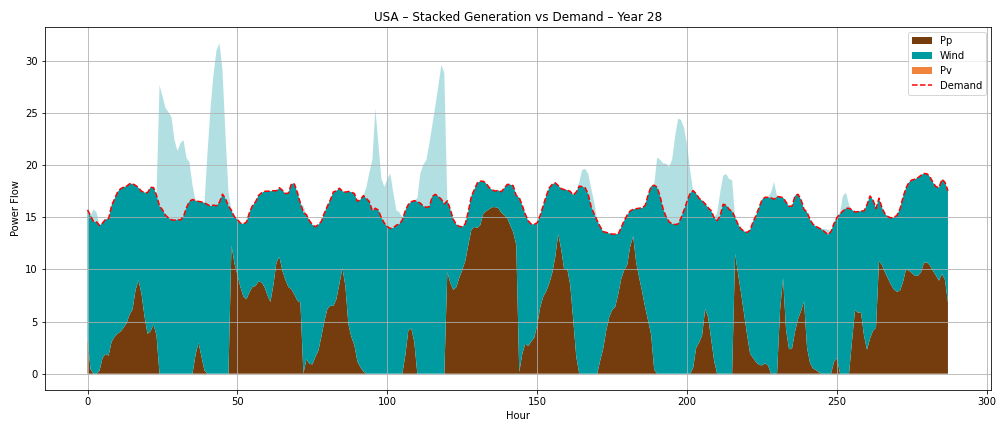 USA – Stacked Generation vs Demand – Year 28
Pp
Wind
Pv
Demand
Power Flow
30
25
20
15
10
5
0
0 50 100 150 200 250 300
Hour